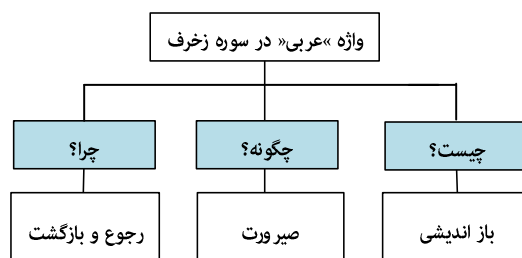 واژه »عربی« در سوره زخرف
چیست؟
چگونه؟
چرا؟
باز اندیشی
صیرورت
رجوع و بازگشت